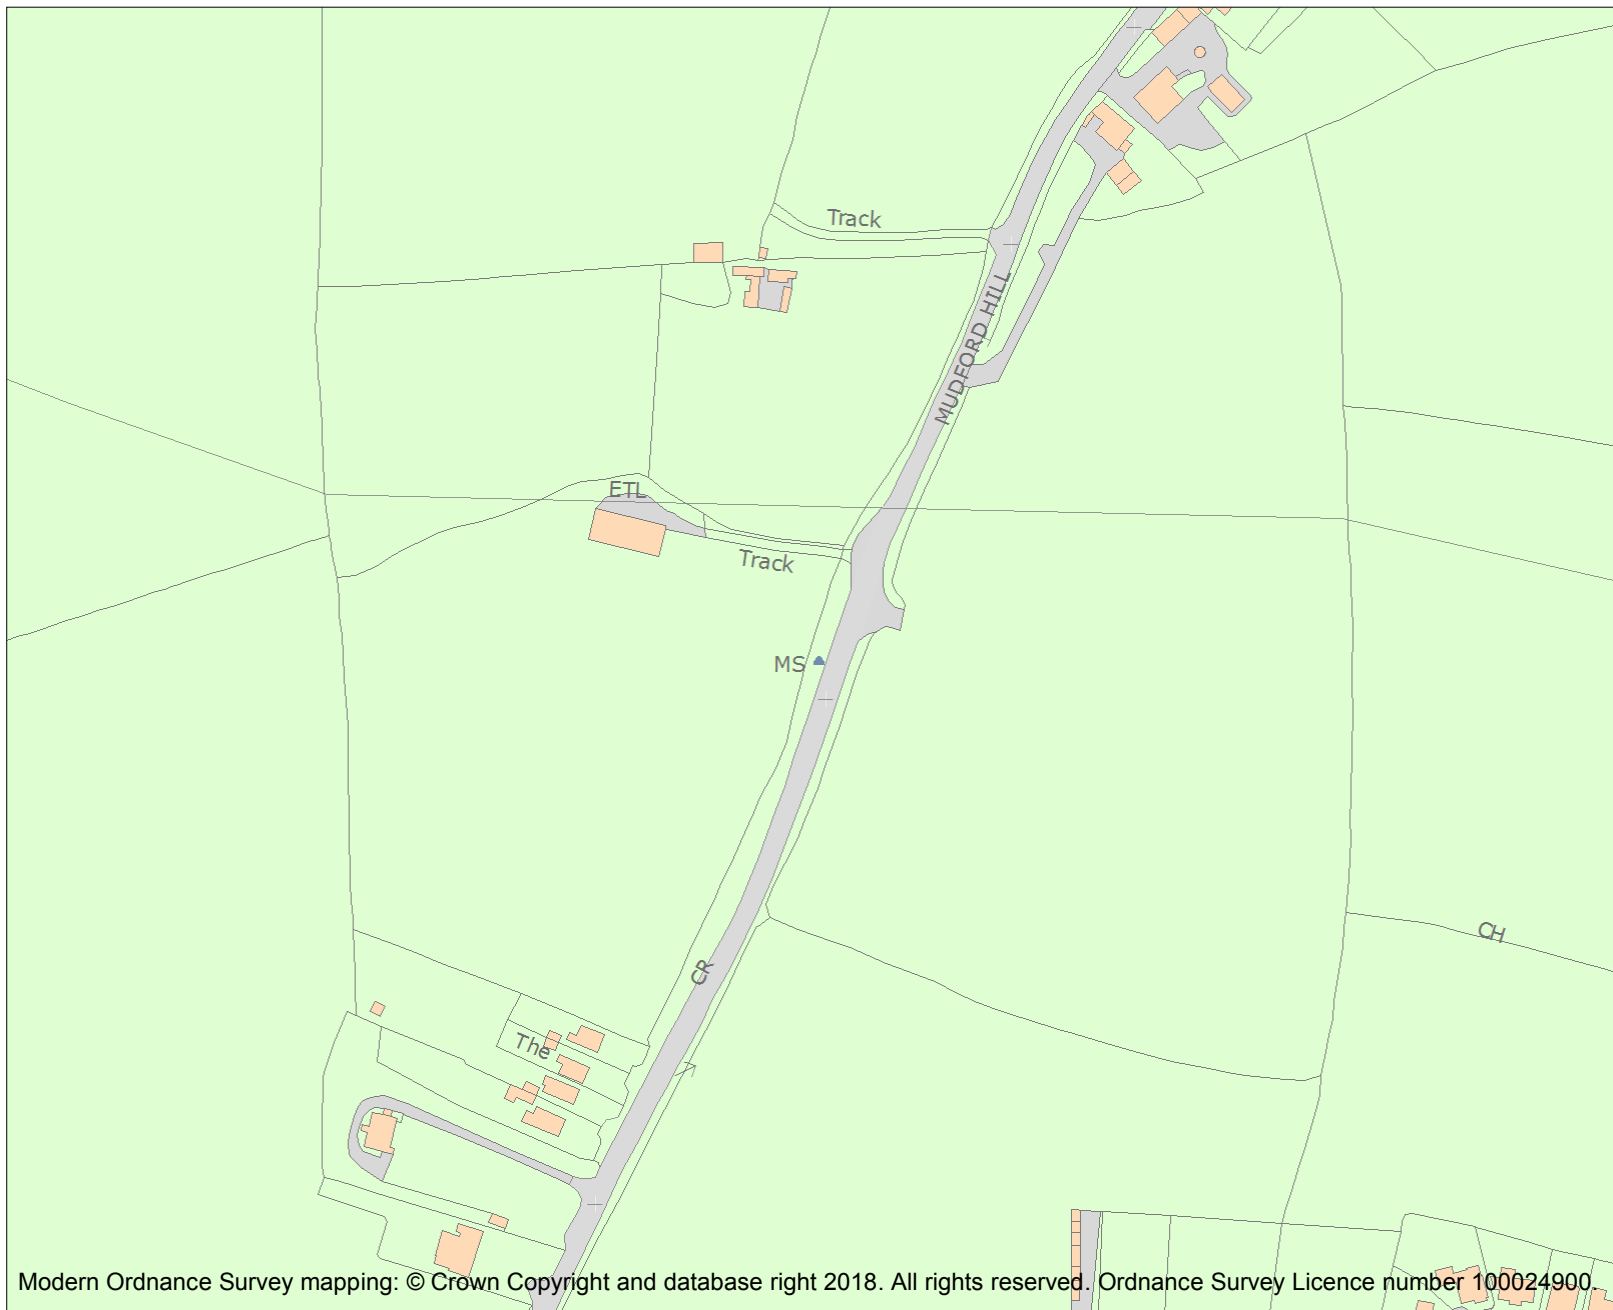 Track
MUDFORD HILL
ETL
Track
MS
CH
CR
The
Modern Ordnance Survey mapping: © Crown Copyright and database right 2018. All rights reserved. Ordnance Survey Licence number 100024900.